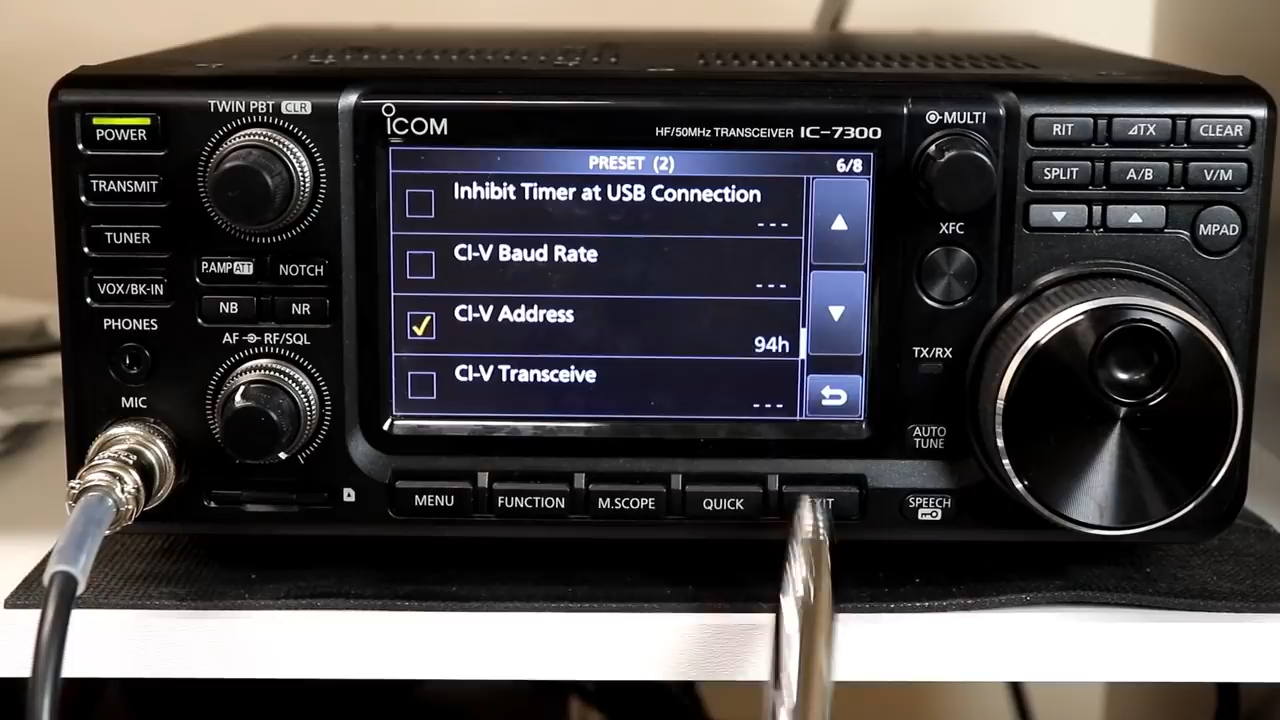 TWIN PBT CLR
POWER
TRANSMIT
TUNER
VOX/BK-IN
P.AMP ATT
NOTCH
NB
NR
PHONES
AF RF/SQL
MIC
ICOM
HF/50MHz TRANSCEIVER IC-7300
PRESET (2) 6/8
Inhibit Timer at USB Connection
---
CI-V Baud Rate
---
CI-V Address
94h
CI-V Transceive
---
MENU
FUNCTION
M.SCOPE
QUICK
EXIT
MULTI
XFC
TX/RX
AUTO
TUNE
SPEECH
RIT
⊿TX
CLEAR
SPLIT
A/B
V/M
MPAD